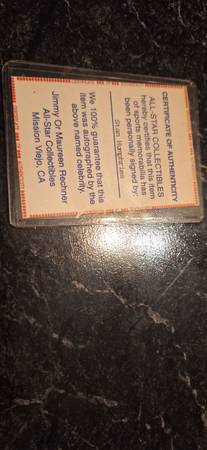 CERTIFICATE OF AUTHENTICITY
ALL-STAR COLLECTIBLES
hereby certifies that this item
of sports memorabilia has
been personally signed by:
Stan Humphries
We 100% guarantee that this
item was autographed by the
above named celebrity.
Jimmy Or Maureen Rechner
All-Star Collectibles
Mission Viejo, CA